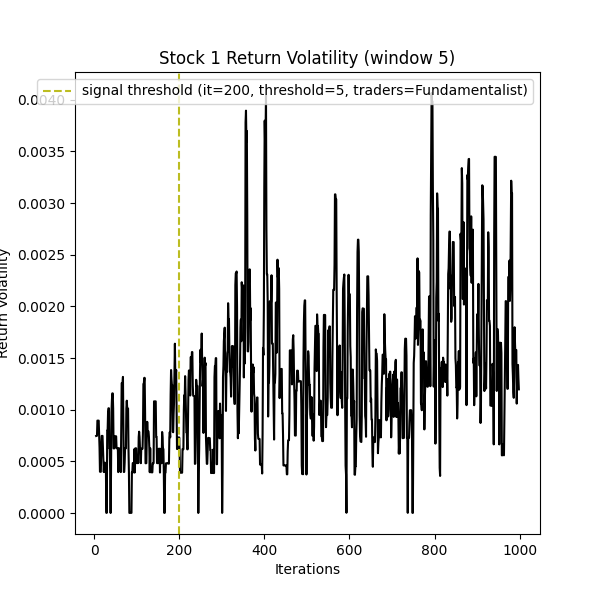 Stock 1 Return Volatility (window 5)
signal threshold (it=200, threshold=5, traders=Fundamentalist)
0.0040
0.0035
0.0030
0.0025
0.0020
0.0015
0.0010
0.0005
0.0000
Return Volatility
0 200 400 600 800 1000
Iterations